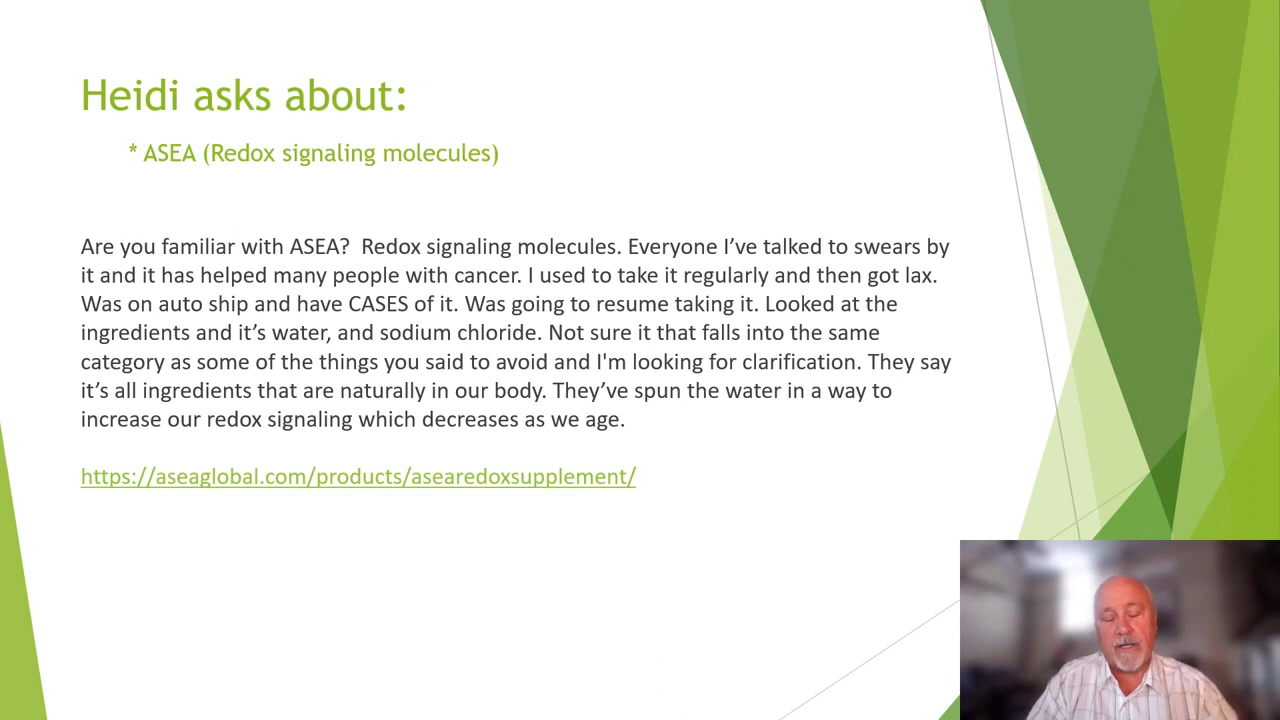 Heidi asks about:
* ASEA (Redox signaling molecules)
Are you familiar with ASEA?  Redox signaling molecules. Everyone I’ve talked to swears by
it and it has helped many people with cancer. I used to take it regularly and then got lax.
Was on auto ship and have CASES of it. Was going to resume taking it. Looked at the
ingredients and it’s water, and sodium chloride. Not sure it that falls into the same
category as some of the things you said to avoid and I'm looking for clarification. They say
it’s all ingredients that are naturally in our body. They’ve spun the water in a way to
increase our redox signaling which decreases as we age.
https://aseaglobal.com/products/asearedoxsupplement/